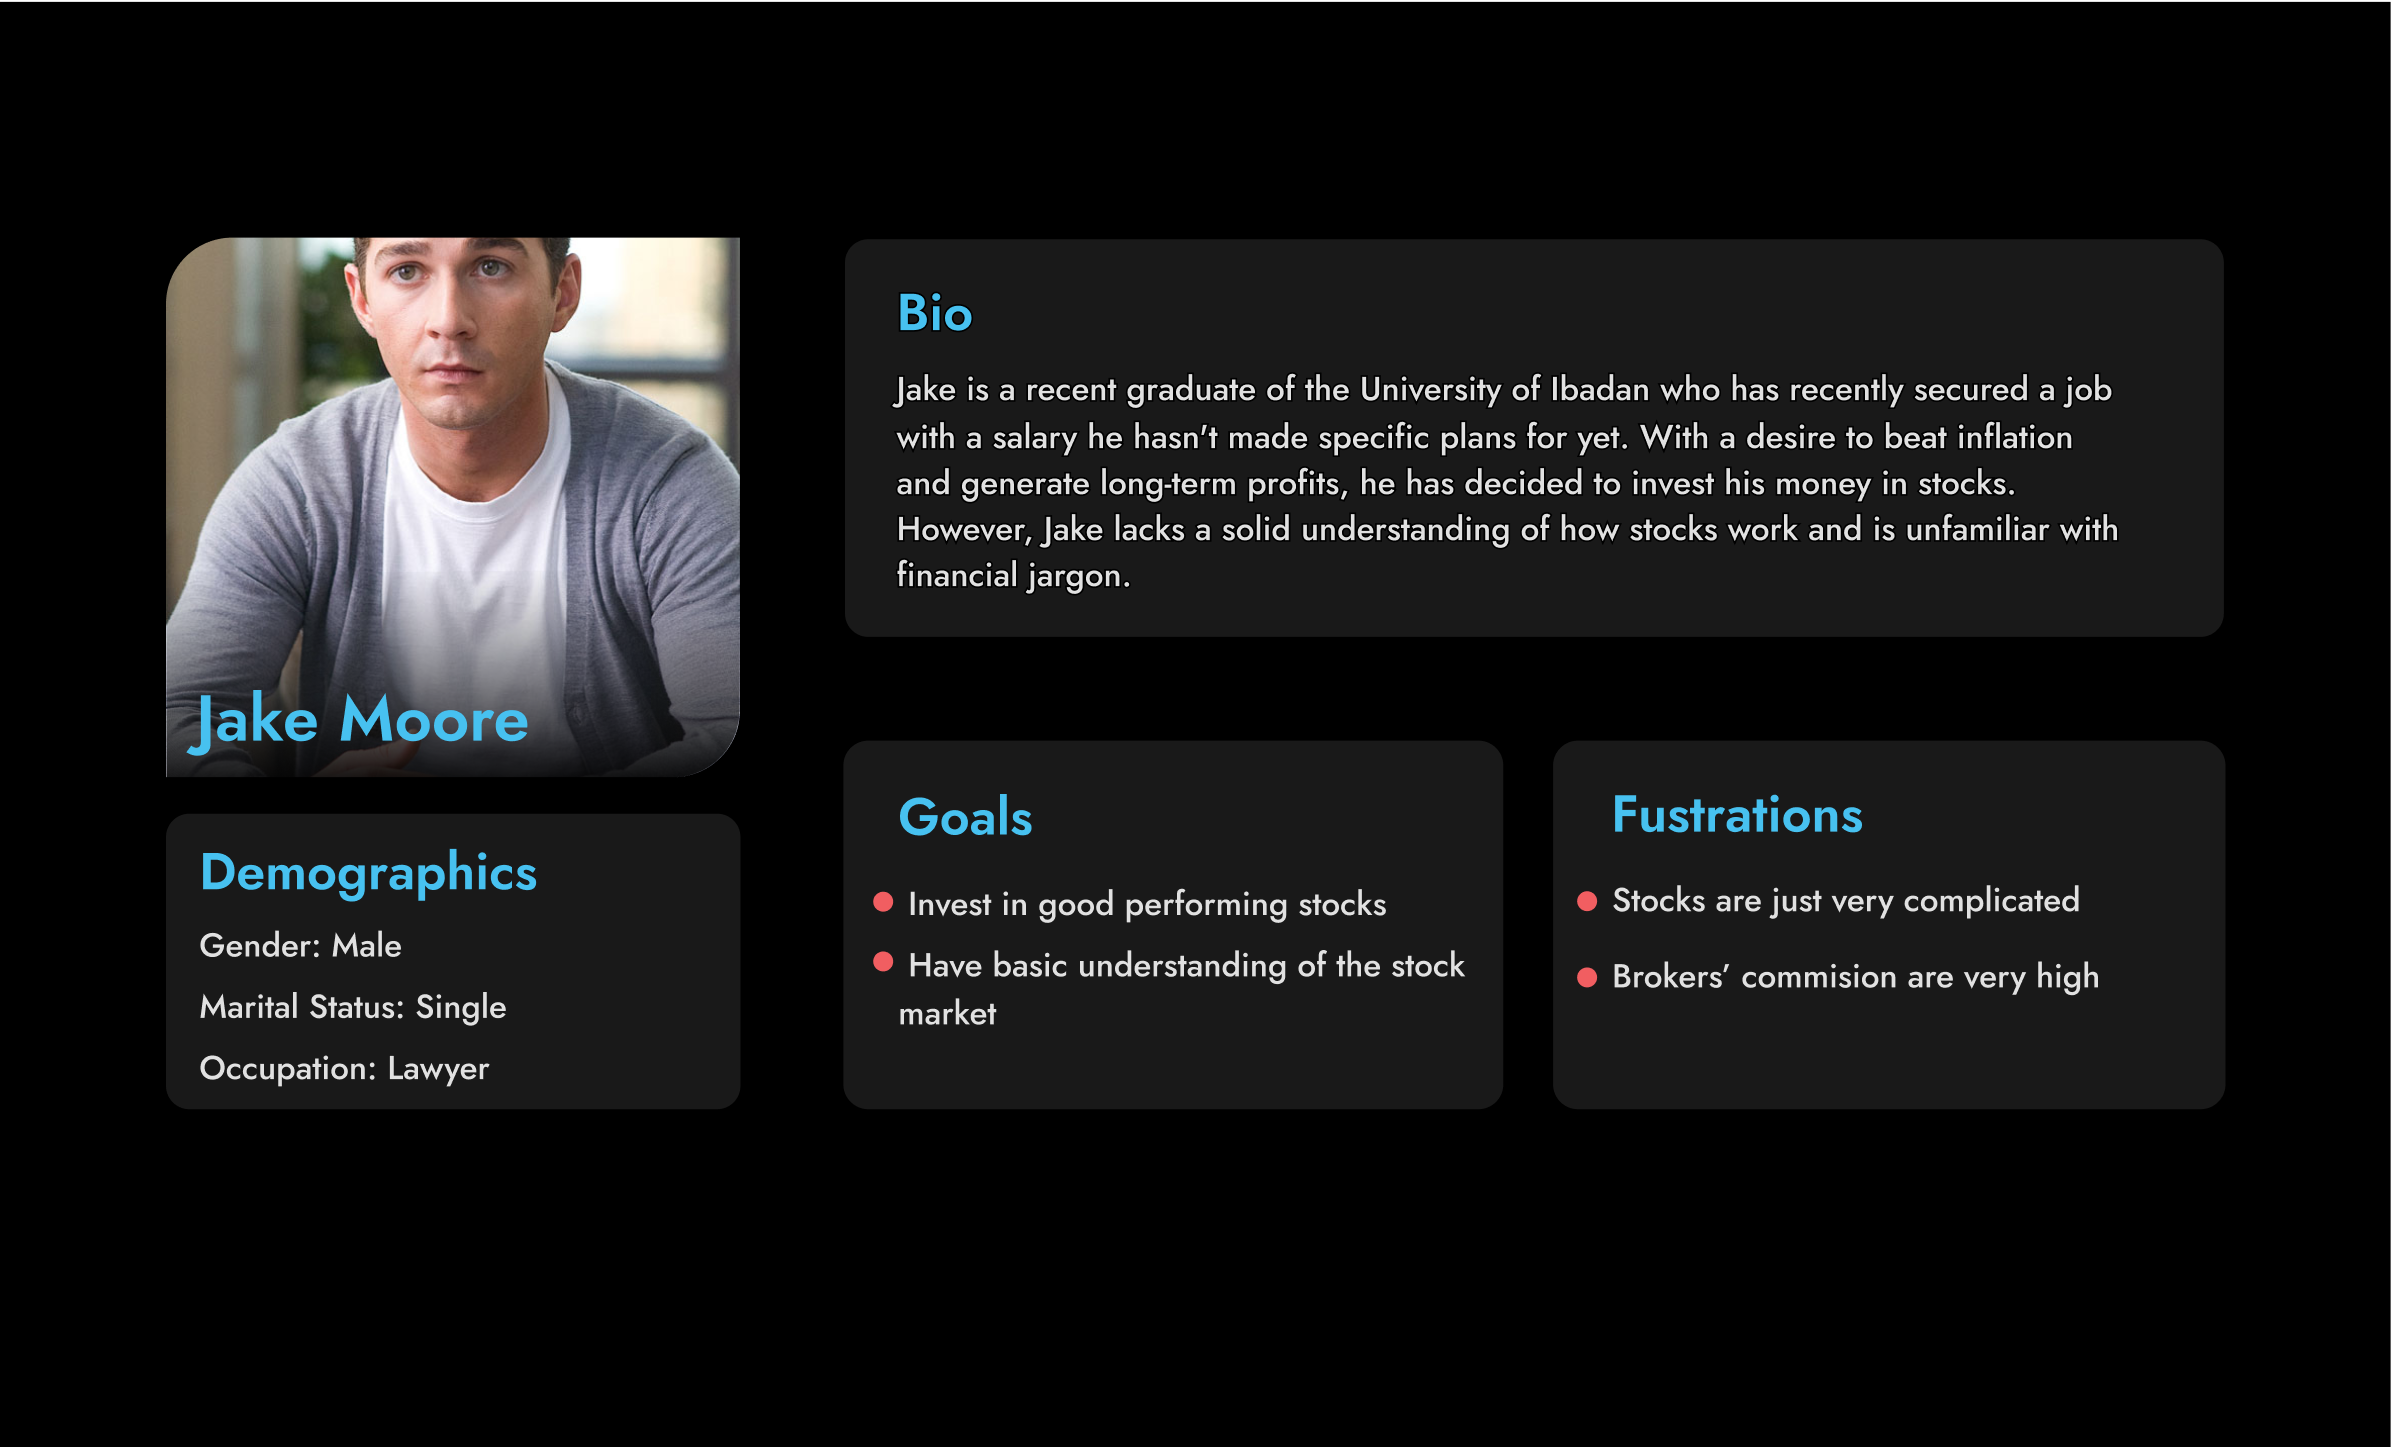 Jake Moore
Demographics
Gender: Male
Marital Status: Single
Occupation: Lawyer
Bio
Jake is a recent graduate of the University of Ibadan who has recently secured a job
with a salary he hasn't made specific plans for yet. With a desire to beat inflation
and generate long-term profits, he has decided to invest his money in stocks.
However, Jake lacks a solid understanding of how stocks work and is unfamiliar with
financial jargon.
Goals
Invest in good performing stocks
Have basic understanding of the stock
market
Fustrations
Stocks are just very complicated
Brokers’ commision are very high